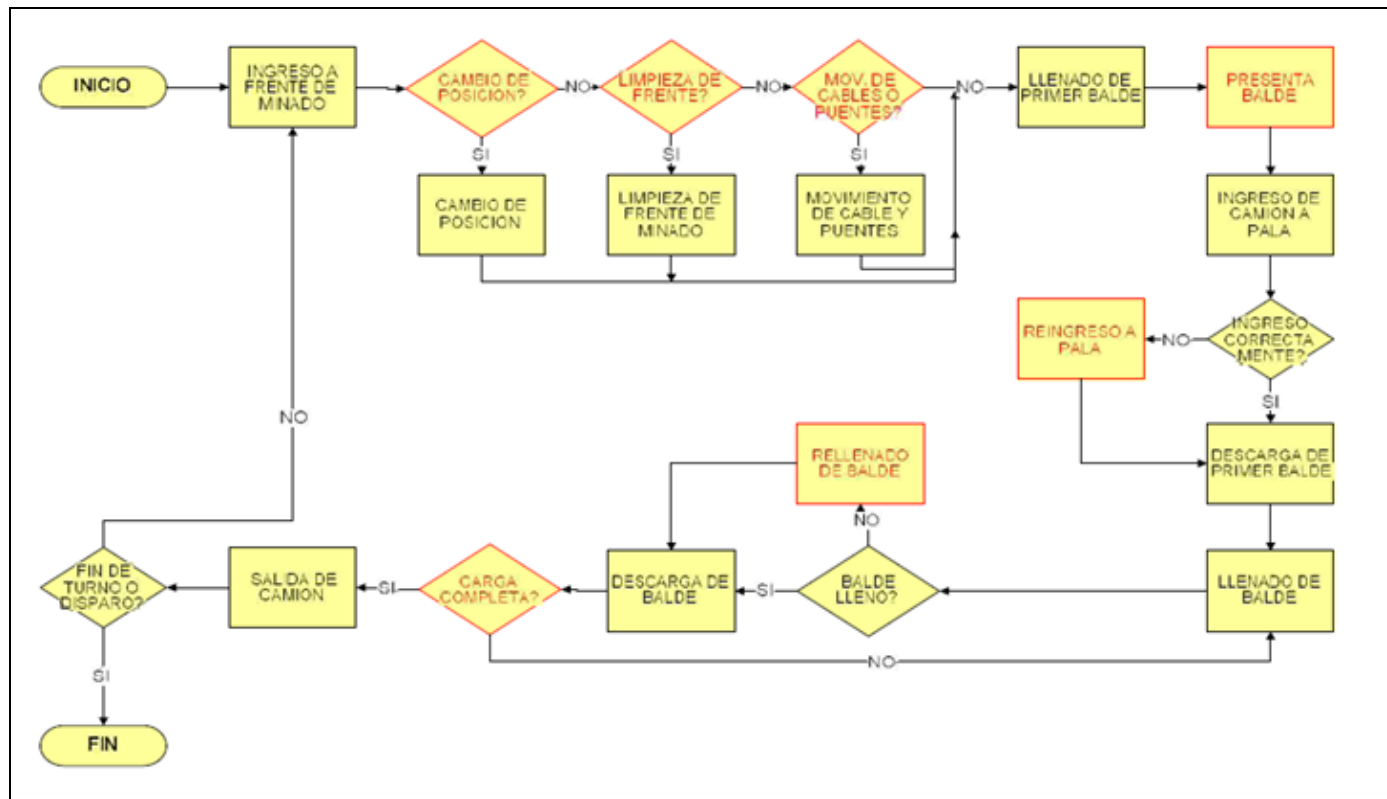 INICIO
INGRESO A
FRENTE DE
MINADO
CAMBIO DE
POSICION?
NO
LIMPIEZA DE
FRENTE?
NO
MOV. DE
CABLES O
PUENTES?
NO
LLENADO DE
PRIMER BALDE
PRESENTA
BALDE
SI
SI
SI
CAMBIO DE
POSICIÓN
LIMPIEZA DE
FRENTE DE
MINADO
MOVIMIENTO
DE CABLE Y
PUENTES
INGRESO DE
CAMION A
PALA
REINGRESO A
PALA
NO
INGRESO
CORRECTA
MENTE?
SI
NO
RELLENADO
DE BALDE
DESCARGA DE
PRIMER BALDE
NO
FIN DE
TURNO O
DISPARO?
SALIDA DE
CAMION
SI
CARGA
COMPLETA?
DESCARGA DE
BALDE
SI
BALDE
LLENO?
LLENADO DE
BALDE
NO
SI
FIN